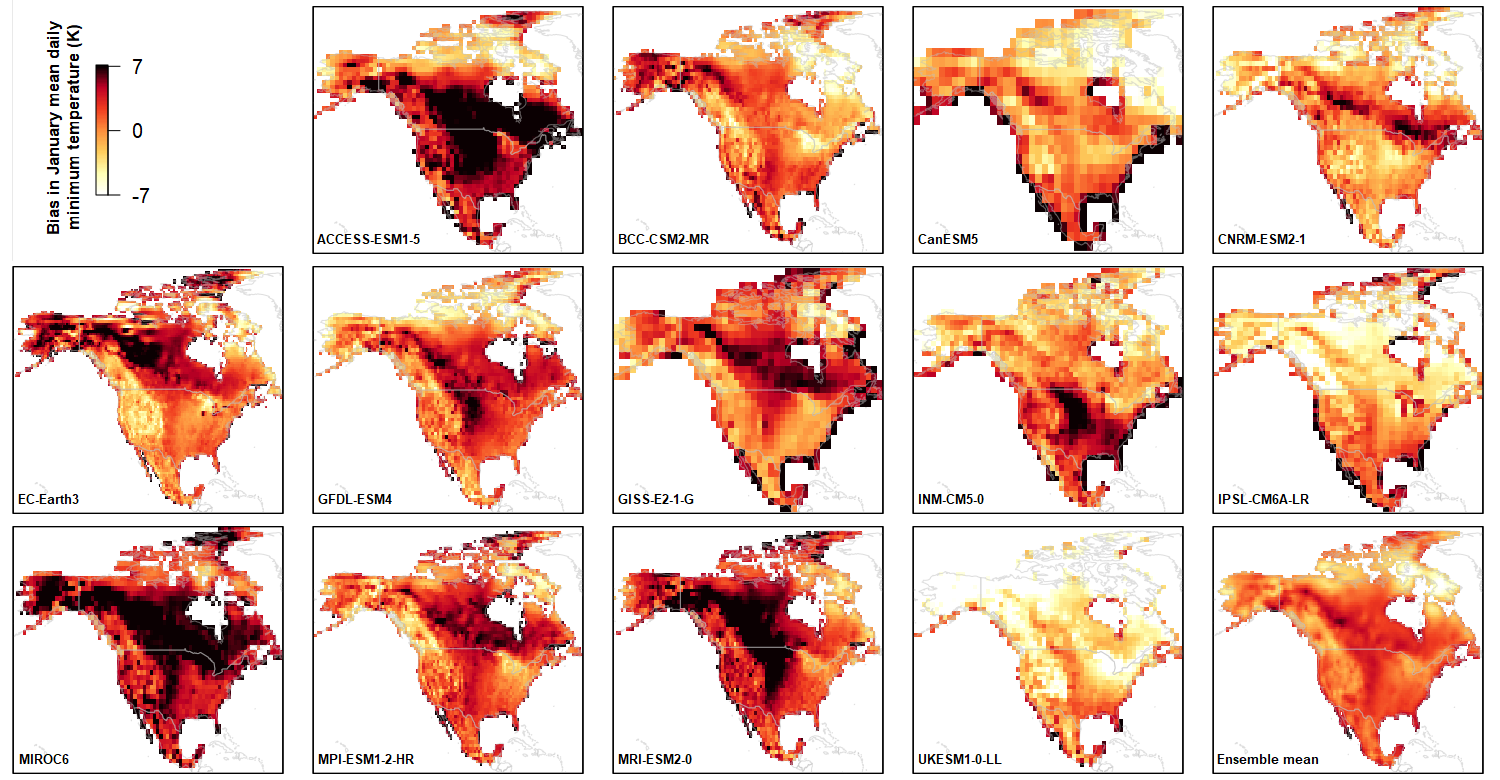 Bias in January mean daily
minimum temperature (K)
7
0
-7
ACCESS-ESM1-5
BCC-CSM2-MR
CanESM5
CNRM-ESM2-1
EC-Earth3
GFDL-ESM4
GISS-E2-1-G
INM-CM5-0
IPSL-CM6A-LR
MIROC6
MPI-ESM1-2-HR
MRI-ESM2-0
UKESM1-0-LL
Ensemble mean